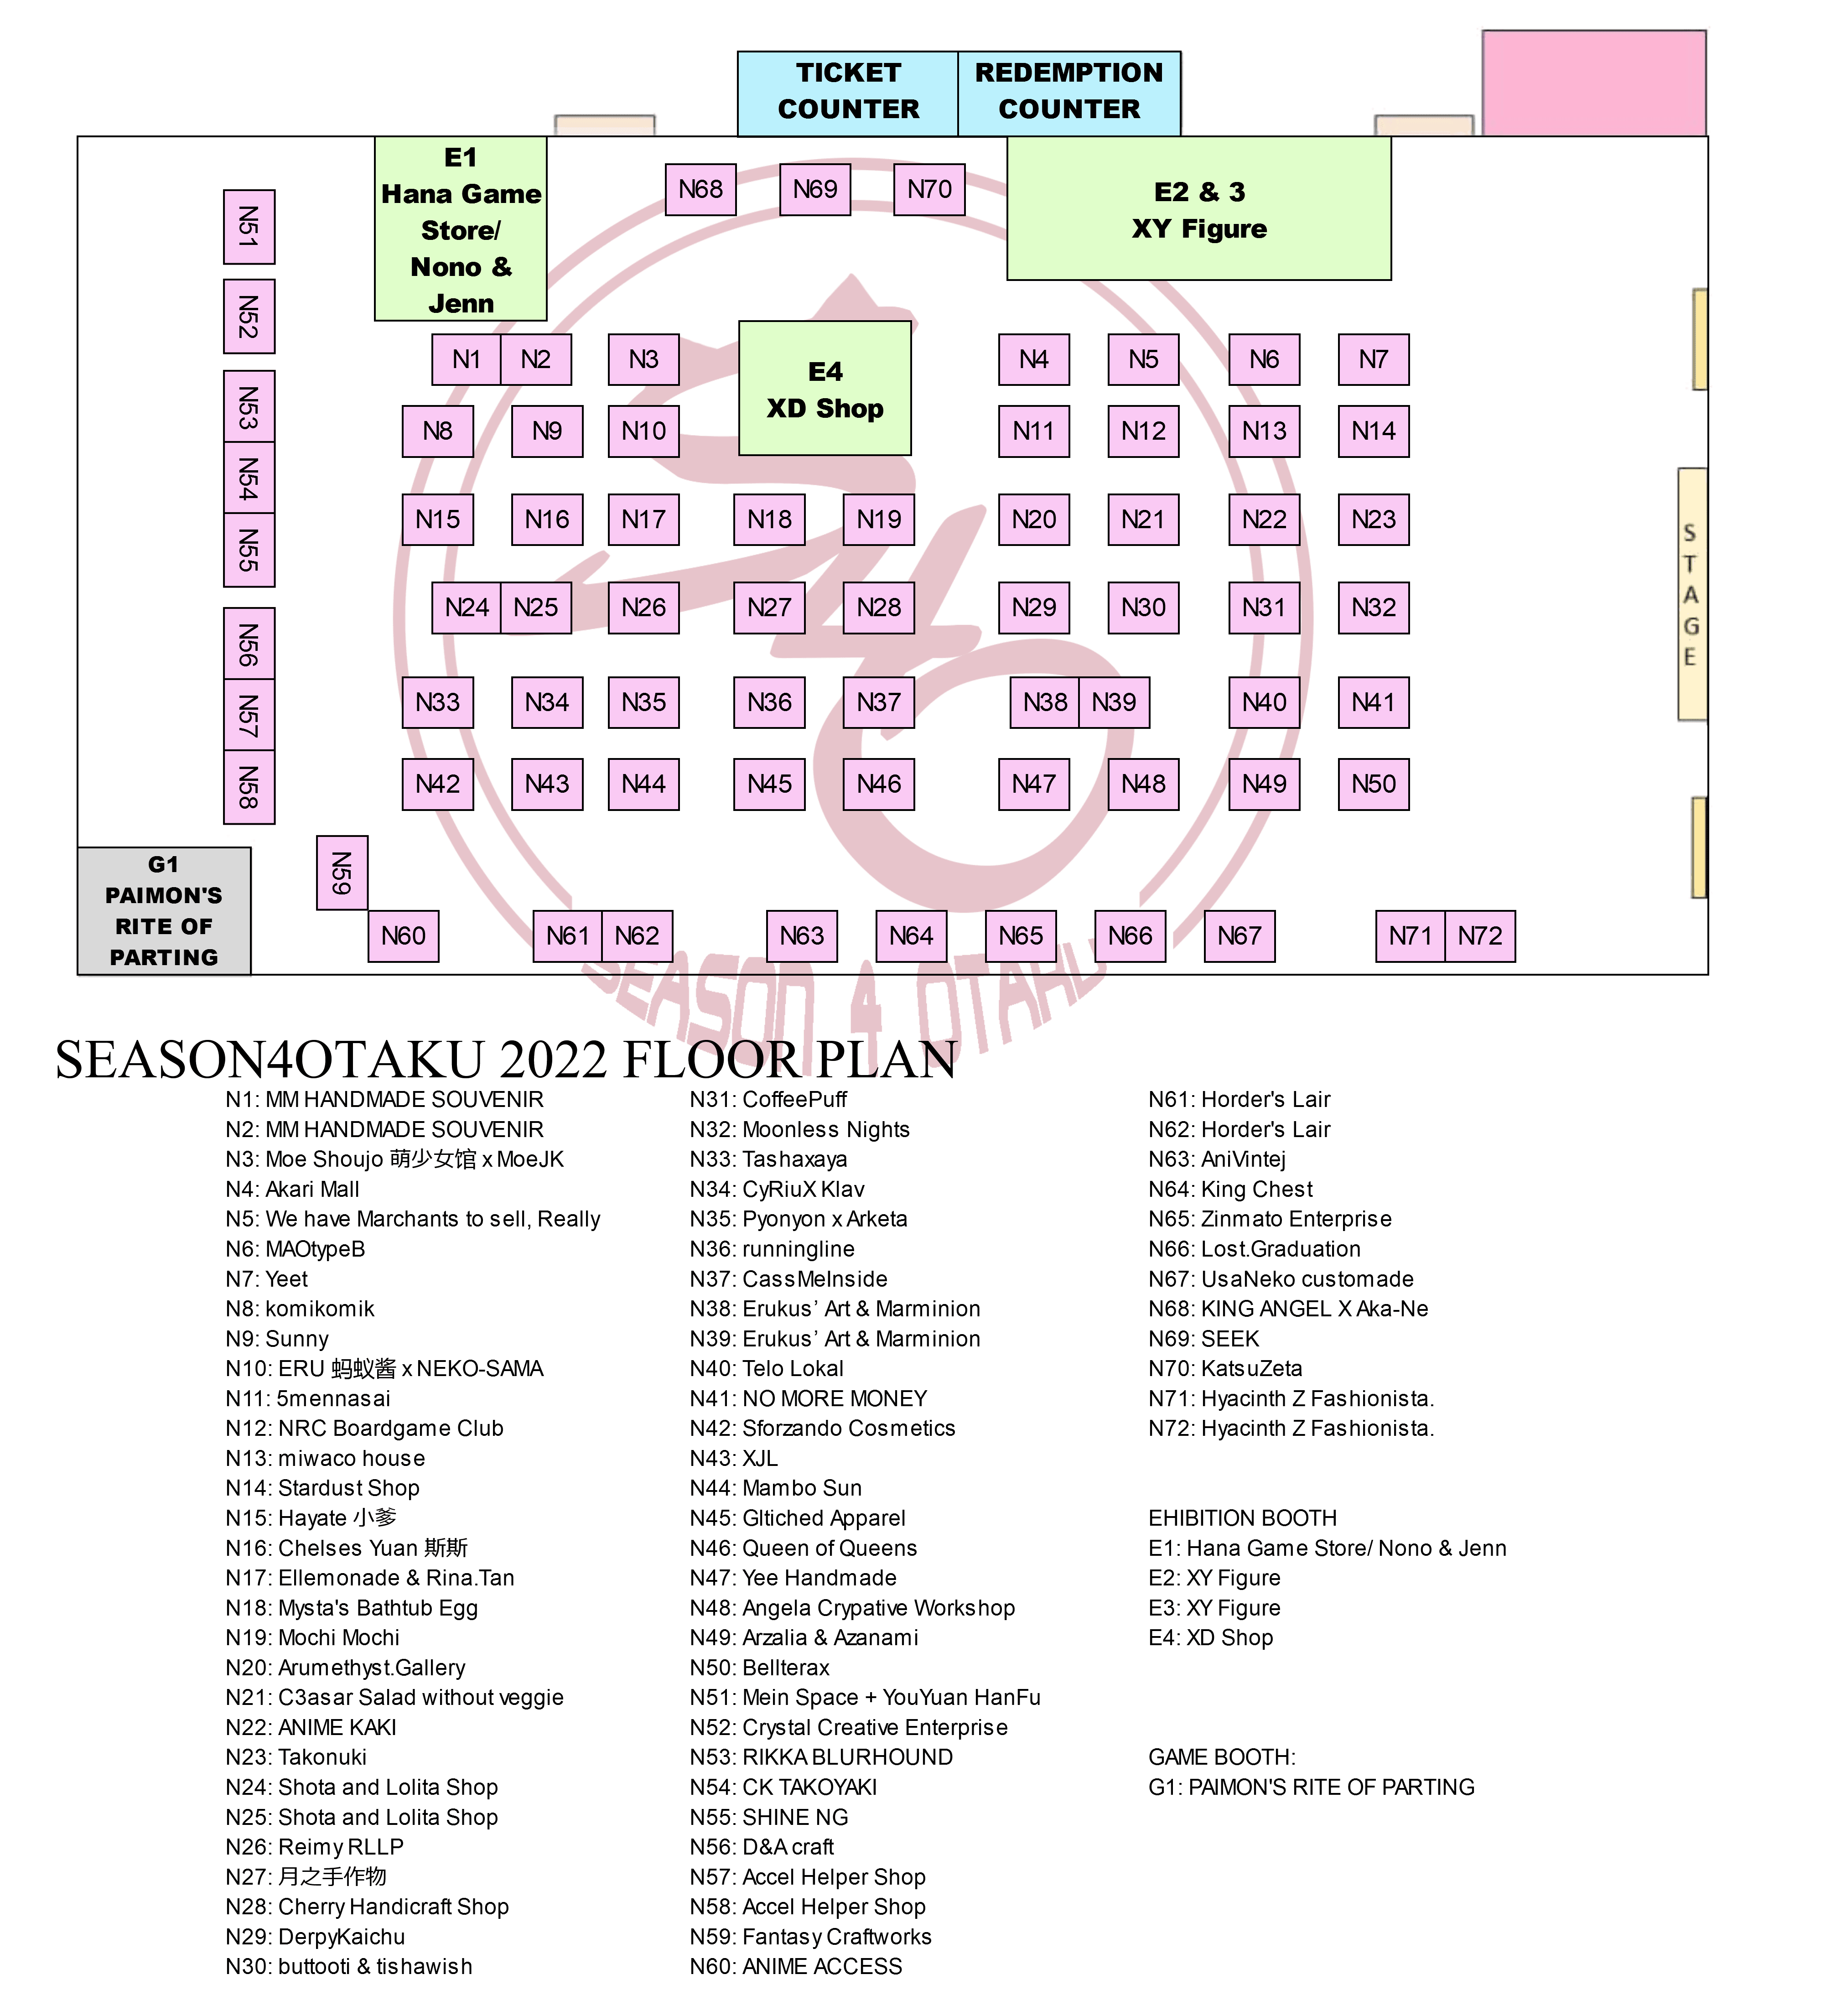 TICKET
COUNTER
REDEMPTION
COUNTER
E1
Hana Game
Store/
Nono &
Jenn
N68
N69
N70
E2 & 3
XY Figure
N51
N52
N53
N54
N55
N56
N57
N58
N1
N2
N3
E4
XD Shop
N4
N5
N6
N7
N8
N9
N10
N11
N12
N13
N14
N15
N16
N17
N18
N19
N20
N21
N22
N23
N24
N25
N26
N27
N28
N29
N30
N31
N32
N33
N34
N35
N36
N37
N38
N39
N40
N41
N42
N43
N44
N45
N46
N47
N48
N49
N50
STAGE
G1
PAIMON'S
RITE OF
PARTING
N59
N60
N61
N62
N63
N64
N65
N66
N67
N71
N72
SEASON 4 OTAKU
SEASON4OTAKU 2022 FLOOR PLAN
N1: MM HANDMADE SOUVENIR
N2: MM HANDMADE SOUVENIR
N3: Moe Shoujo 萌少女馆 x MoeJK
N4: Akari Mall
N5: We have Marchants to sell, Really
N6: MAOtypeB
N7: Yeet
N8: komikomik
N9: Sunny
N10: ERU 蚂蚁酱 x NEKO-SAMA
N11: 5mennasai
N12: NRC Boardgame Club
N13: miwaco house
N14: Stardust Shop
N15: Hayate 小爹
N16: Chelses Yuan 斯斯
N17: Ellemonade & Rina.Tan
N18: Mysta's Bathtub Egg
N19: Mochi Mochi
N20: Arumethyst.Gallery
N21: C3asar Salad without veggie
N22: ANIME KAKI
N23: Takonuki
N24: Shota and Lolita Shop
N25: Shota and Lolita Shop
N26: Reimy RLLP
N27: 月之手作物
N28: Cherry Handicraft Shop
N29: DerpyKaichu
N30: buttooti & tishawish
N31: CoffeePuff
N32: Moonless Nights
N33: Tashaxaya
N34: CyRiuX Klav
N35: Pyonyon x Arketa
N36: runningline
N37: CassMeInside
N38: Erukus’ Art & Marminion
N39: Erukus’ Art & Marminion
N40: Telo Lokal
N41: NO MORE MONEY
N42: Sforzando Cosmetics
N43: XJL
N44: Mambo Sun
N45: Gltiched Apparel
N46: Queen of Queens
N47: Yee Handmade
N48: Angela Crypative Workshop
N49: Arzalia & Azanami
N50: Bellterax
N51: Mein Space + YouYuan HanFu
N52: Crystal Creative Enterprise
N53: RIKKA BLURHOUND
N54: CK TAKOYAKI
N55: SHINE NG
N56: D&A craft
N57: Accel Helper Shop
N58: Accel Helper Shop
N59: Fantasy Craftworks
N60: ANIME ACCESS
N61: Horder's Lair
N62: Horder's Lair
N63: AniVintej
N64: King Chest
N65: Zinmato Enterprise
N66: Lost.Graduation
N67: UsaNeko customade
N68: KING ANGEL X Aka-Ne
N69: SEEK
N70: KatsuZeta
N71: Hyacinth Z Fashionista.
N72: Hyacinth Z Fashionista.
EHIBITION BOOTH
E1: Hana Game Store/ Nono & Jenn
E2: XY Figure
E3: XY Figure
E4: XD Shop
GAME BOOTH:
G1: PAIMON'S RITE OF PARTING